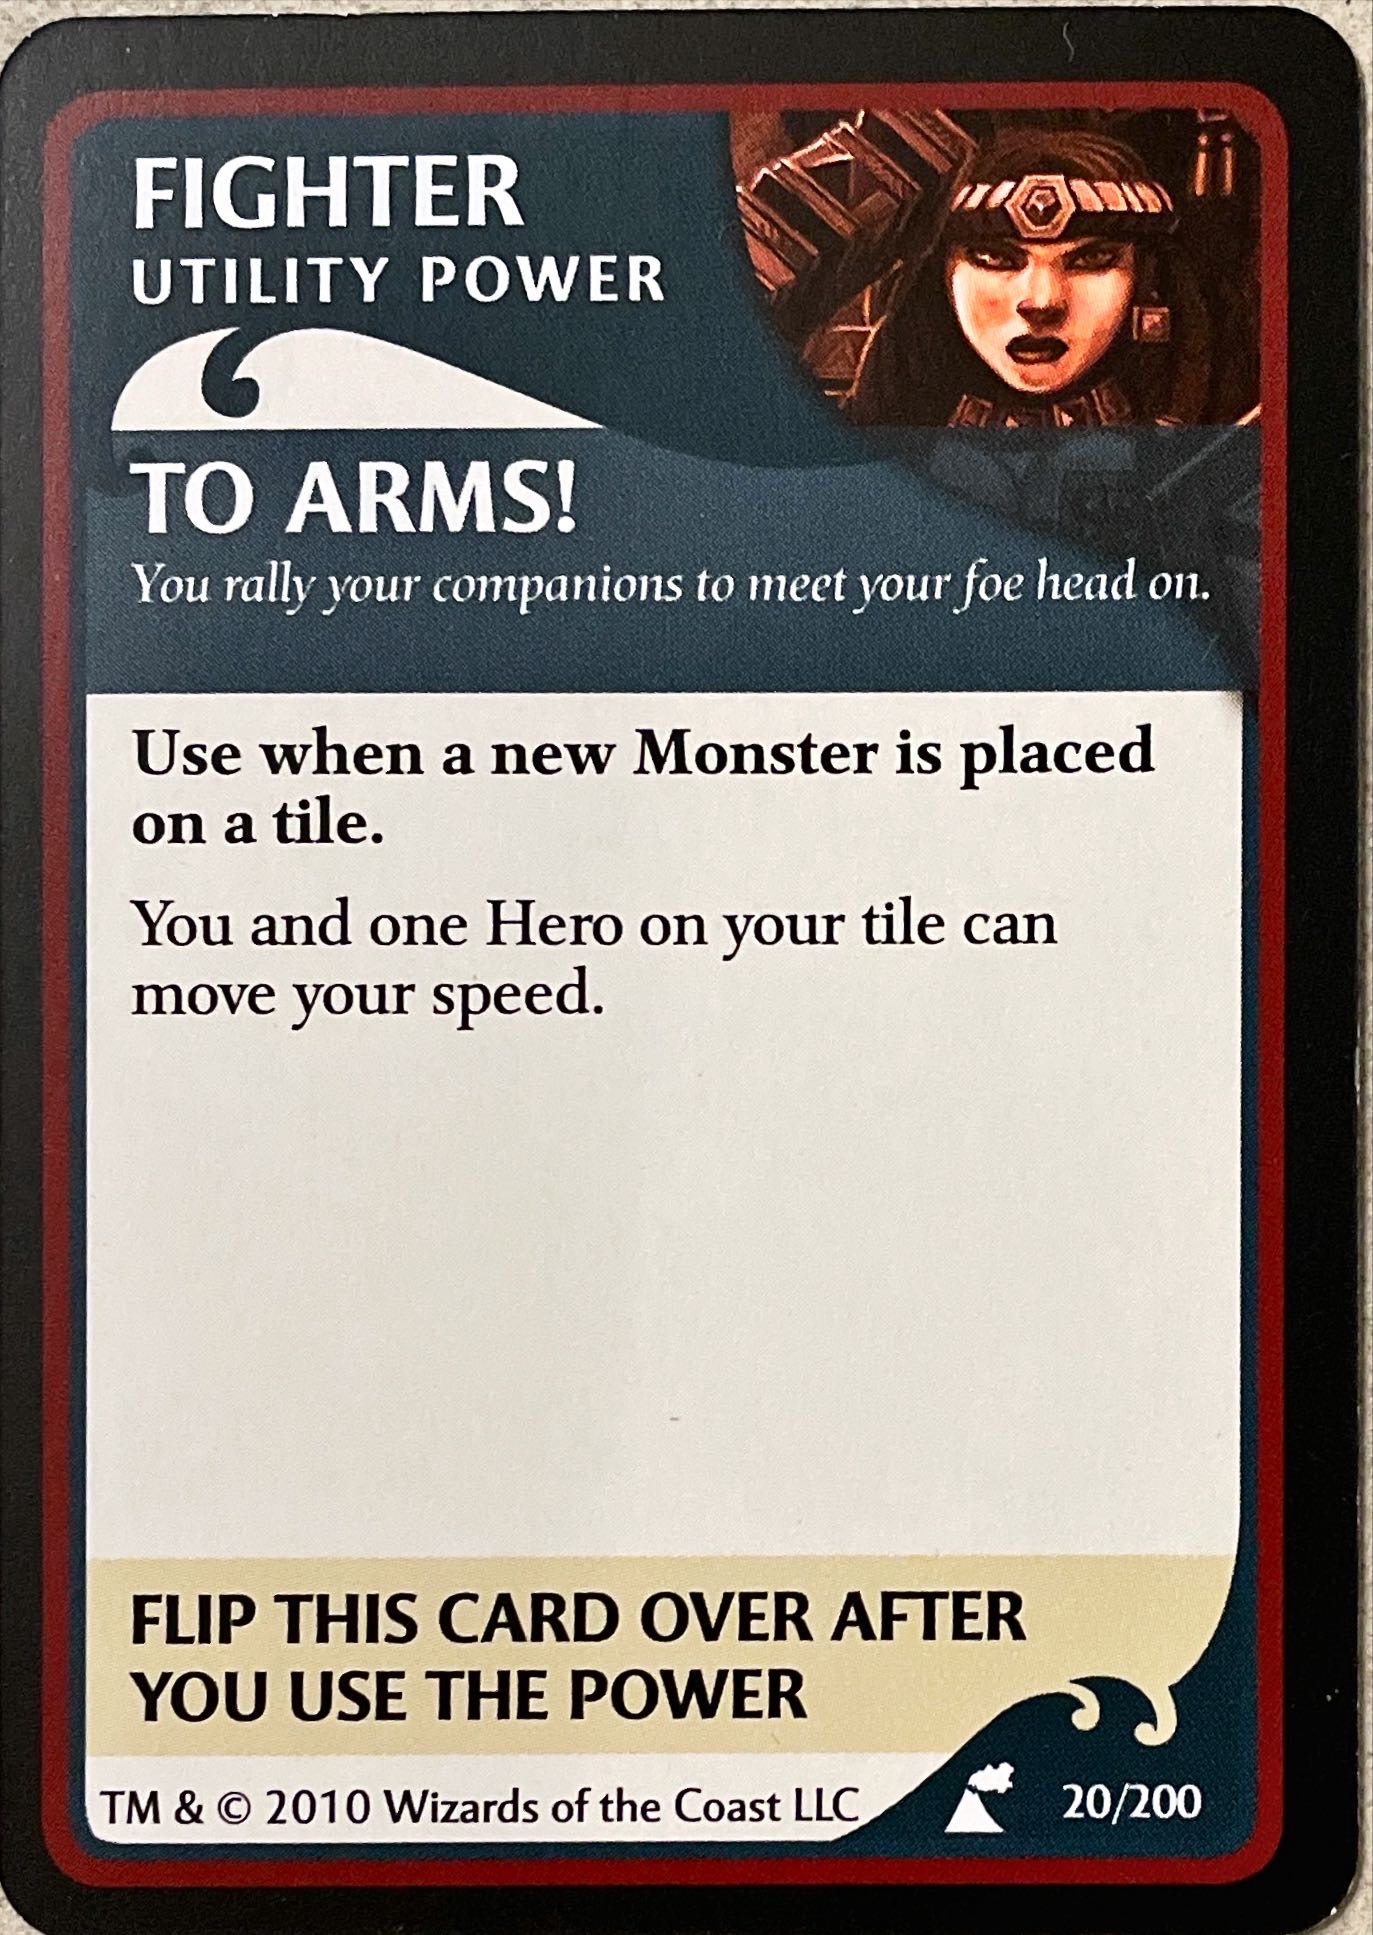 FIGHTER
UTILITY POWER
TO ARMS!
You rally your companions to meet your foe head on.
Use when a new Monster is placed
on a tile.
You and one Hero on your tile can
move your speed.
FLIP THIS CARD OVER AFTER
YOU USE THE POWER
TM & © 2010 Wizards of the Coast LLC
20/200